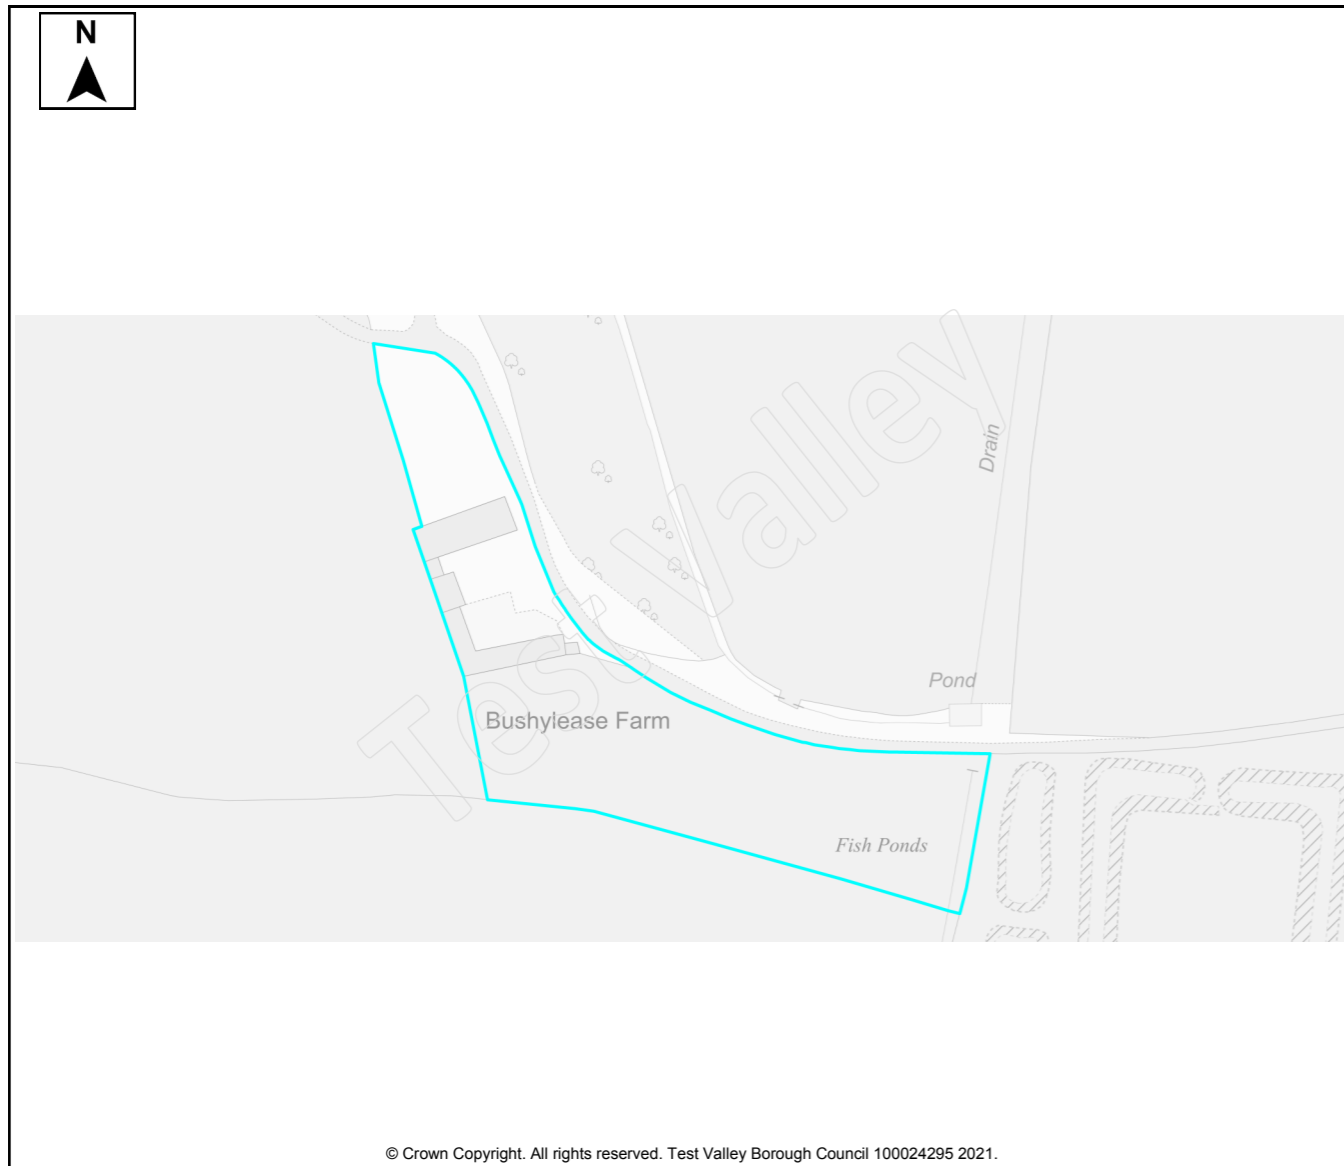 N
Test Valley
Drain
Pond
Bushylease Farm
Fish Ponds
© Crown Copyright. All rights reserved. Test Valley Borough Council 100024295 2021.